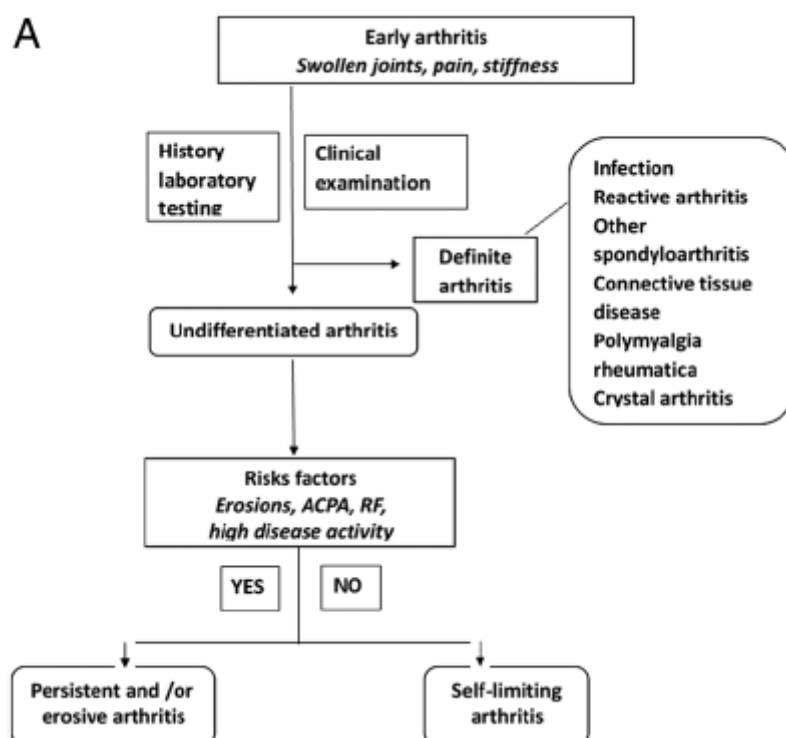 A
Early arthritis
Swollen joints, pain, stiffness
History
laboratory
testing
Clinical
examination
Definite
arthritis
Infection
Reactive arthritis
Other
spondyloarthritis
Connective tissue
disease
Polymyalgia
rheumatica
Crystal arthritis
Undifferentiated arthritis
Risks factors
Erosions, ACPA, RF,
high disease activity
YES
NO
Persistent and /or
erosive arthritis
Self-limiting
arthritis